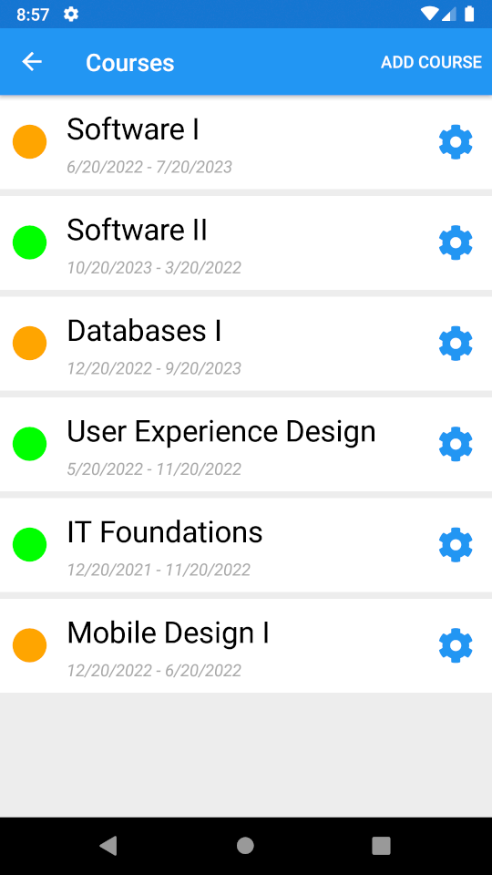 8:57
Courses
ADD COURSE
Software I
6/20/2022 - 7/20/2023
Software II
10/20/2023 - 3/20/2022
Databases I
12/20/2022 - 9/20/2023
User Experience Design
5/20/2022 - 11/20/2022
IT Foundations
12/20/2021 - 11/20/2022
Mobile Design I
12/20/2022 - 6/20/2022